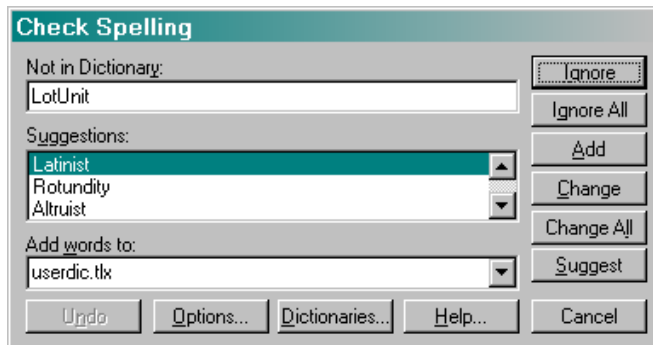 Check Spelling
Not in Dictionary:
LotUnit
Suggestions:
Latinist
Rotundity
Altruist
Add words to:
userdic.tlx
Ignore
Ignore All
Add
Change
Change All
Suggest
Undo
Options...
Dictionaries...
Help...
Cancel